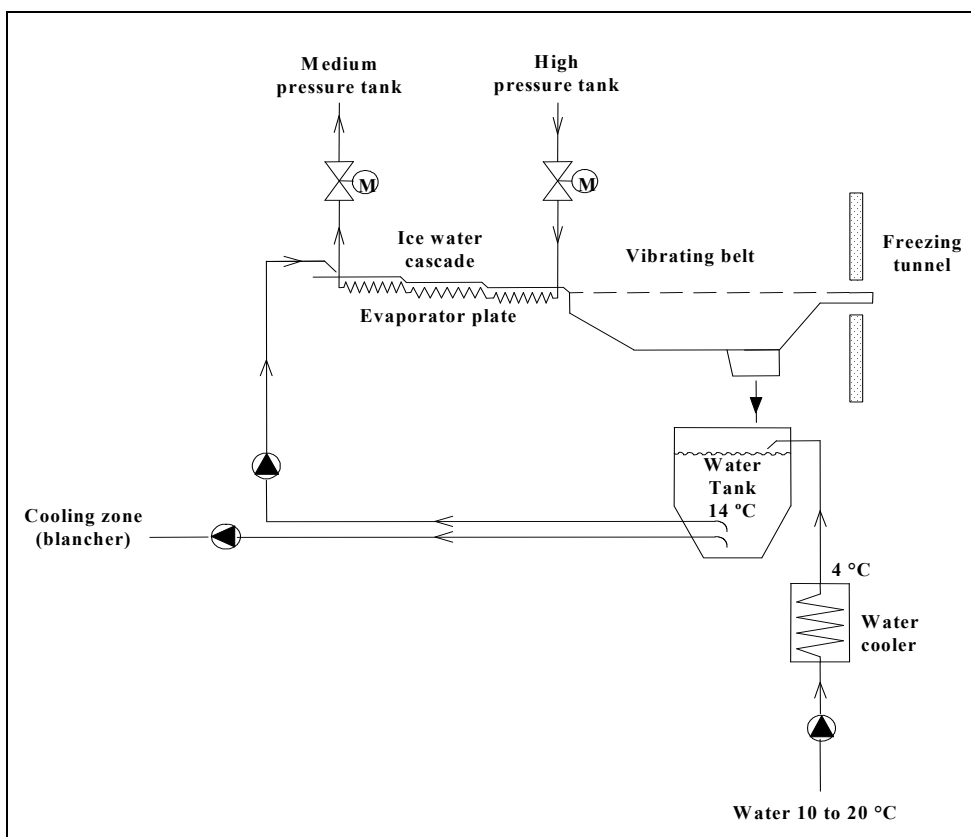 Medium
pressure tank
High
pressure tank
M
M
Ice water
cascade
Vibrating belt
Freezing
tunnel
Evaporator plate
Water
Tank
14 °C
Cooling zone
(blancher)
4 °C
Water
cooler
Water 10 to 20 °C